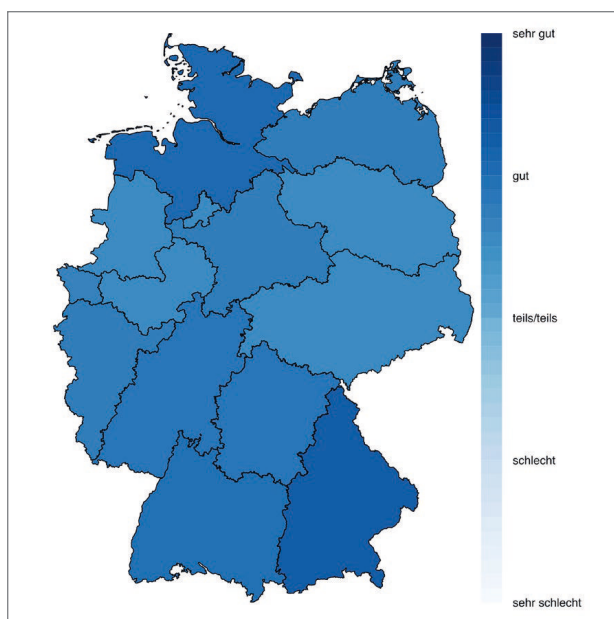 sehr gut
gut
teils/teils
schlecht
sehr schlecht